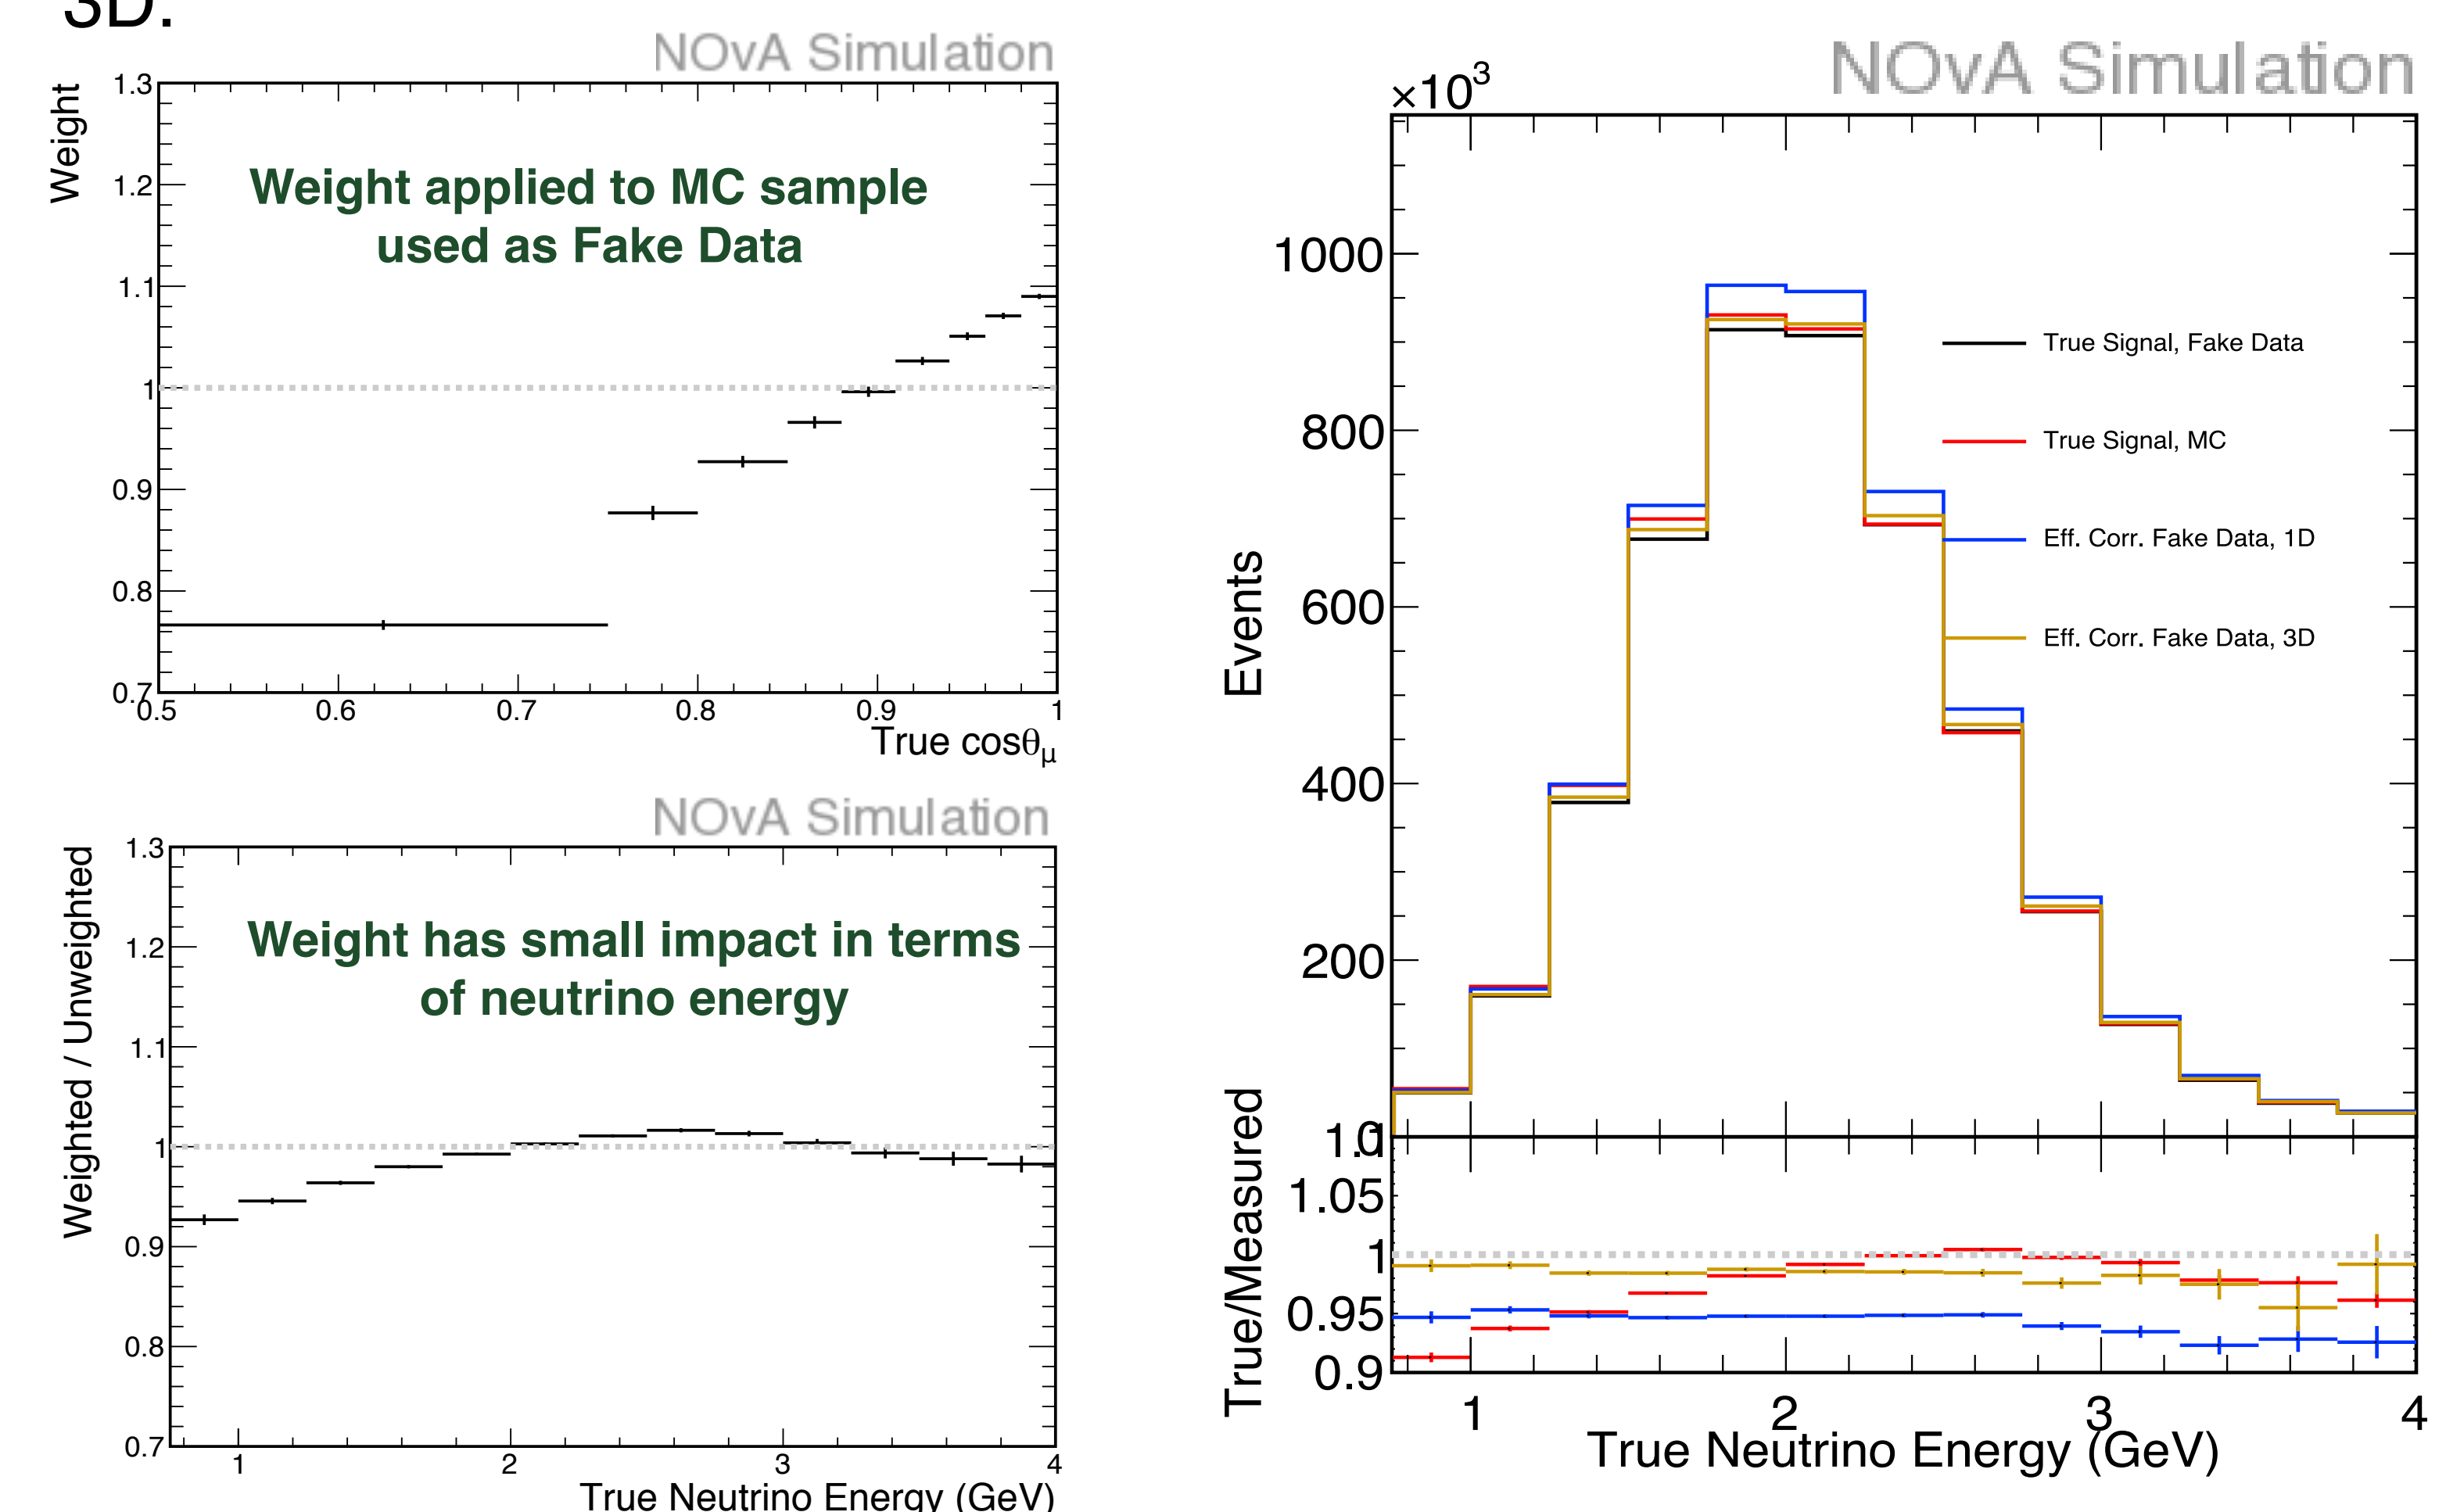 3D.
NOvA Simulation
Weight
1.3
1.2
1.1
1
0.9
0.8
0.7
Weight applied to MC sample
used as Fake Data
0.5 0.6 0.7 0.8 0.9 1
True cosθμ
NOvA Simulation
Weighted / Unweighted
1.3
1.2
1.1
1
0.9
0.8
0.7
Weight has small impact in terms
of neutrino energy
1 2 3 4
True Neutrino Energy (GeV)
NOvA Simulation
×10³
Events
1000
800
600
400
200
True Signal, Fake Data
True Signal, MC
Eff. Corr. Fake Data, 1D
Eff. Corr. Fake Data, 3D
True/Measured
1.05
1
0.95
0.9
1 2 3 4
True Neutrino Energy (GeV)